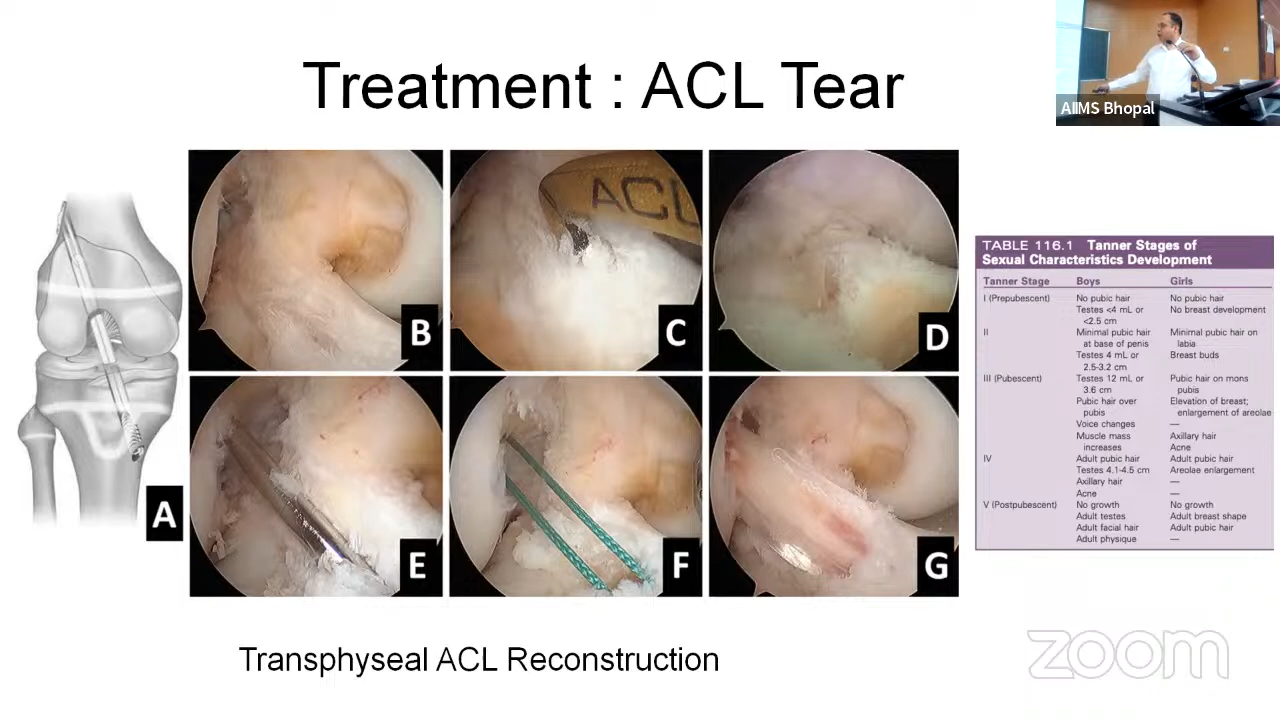 Treatment : ACL Tear
AIIMS Bhopal
A
B
C
ACL
D
E
F
G
TABLE 116.1 Tanner Stages of
Sexual Characteristics Development
Tanner Stage Boys Girls
I (Prepubescent) No pubic hair No pubic hair
Testes <4 mL or No breast development
<2.5 cm
II Minimal pubic hair Minimal pubic hair on
at base of penis labia
Testes 4 mL or Breast buds
2.5-3.2 cm
III (Pubescent) Testes 12 mL or Pubic hair on mons
3.6 cm pubis
Pubic hair over Elevation of breast;
pubis enlargement of areolae
Voice changes —
Muscle mass Axillary hair
increases Acne
IV Adult pubic hair Adult pubic hair
Testes 4.1-4.5 cm Areolae enlargement
Axillary hair —
Acne —
V (Postpubescent) No growth No growth
Adult testes Adult breast shape
Adult facial hair Adult pubic hair
Adult physique —
Transphyseal ACL Reconstruction
zoom